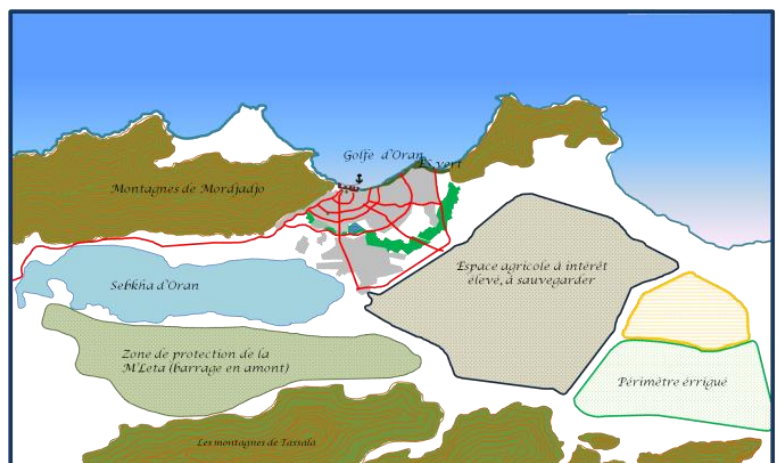 Golfe d'Oran
Es vert
Montagnes de Mordjadjo
Espace agricole à intérêt
élevé, à sauvegarder
Sebkha d'Oran
Zone de protection de la
M'Leta (barrage en amont)
Périmètre érrigué
Les montagnes de Tassala